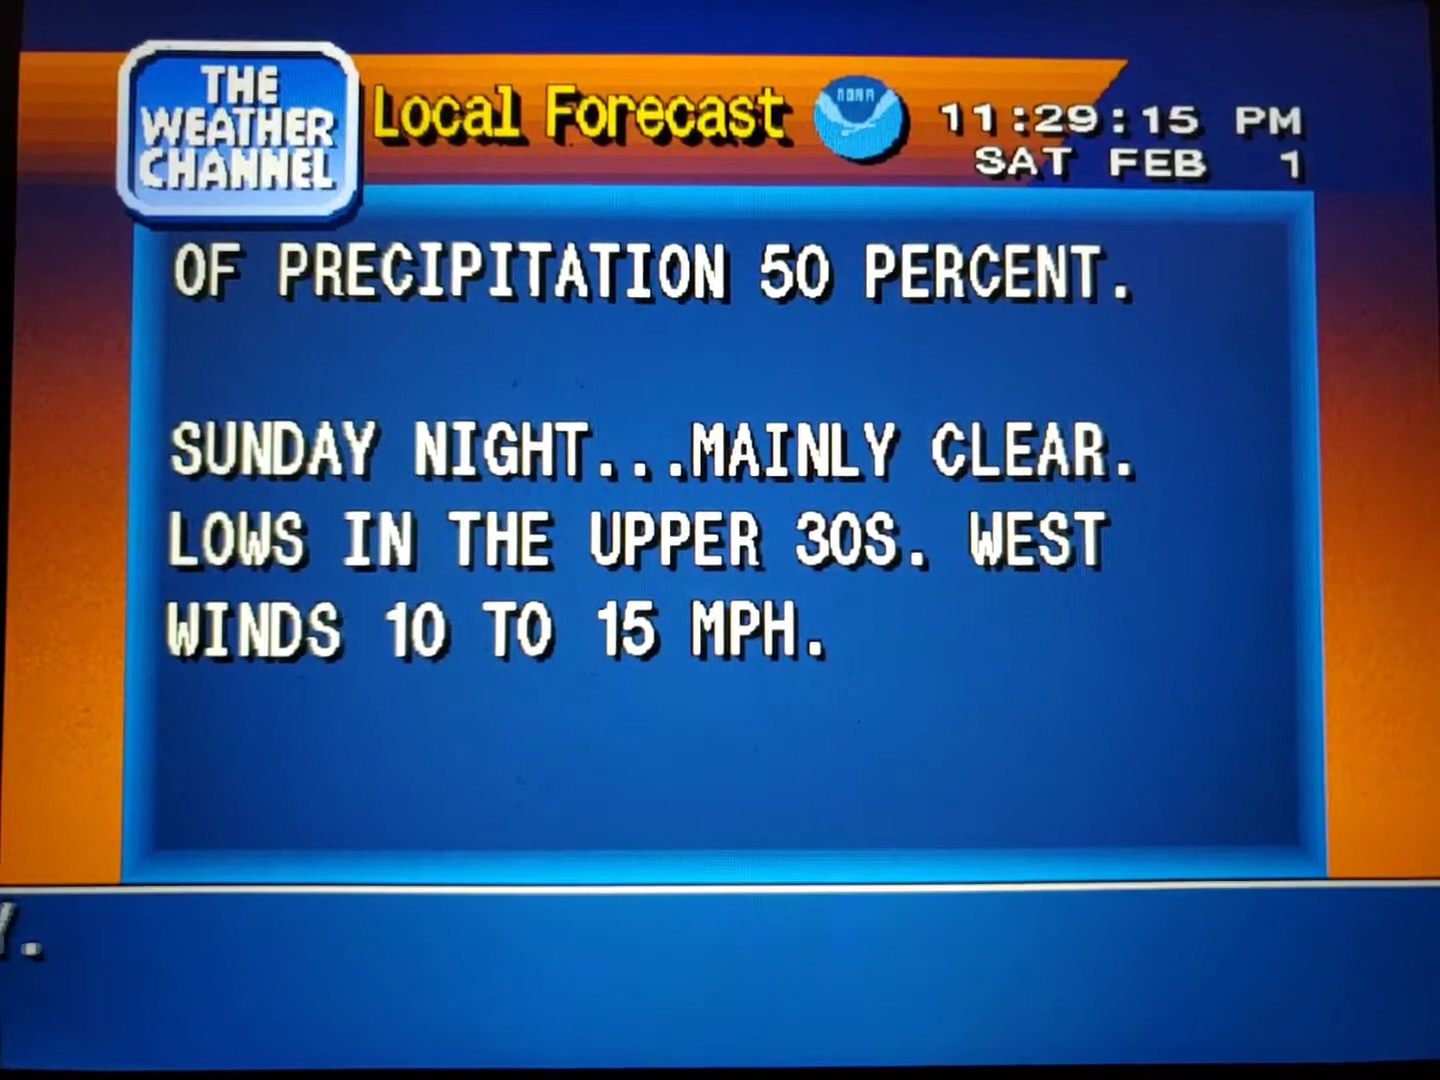 THE
WEATHER
CHANNEL
Local Forecast
NOAA
11:29:15 PM
SAT FEB 1
OF PRECIPITATION 50 PERCENT.
SUNDAY NIGHT...MAINLY CLEAR.
LOWS IN THE UPPER 30S. WEST
WINDS 10 TO 15 MPH.
Y.